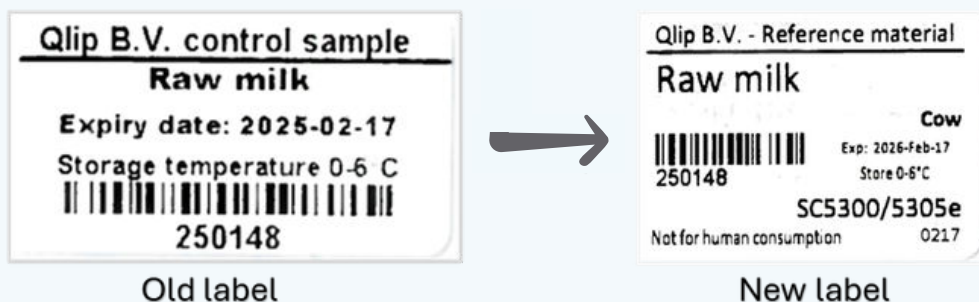 Qlip B.V. control sample
Raw milk
Expiry date: 2025-02-17
Storage temperature 0-6 C
250148
Old label
Qlip B.V. - Reference material
Raw milk
Cow
Exp: 2026-Feb-17
250148
Store 0-6°C
SC5300/5305e
Not for human consumption 0217
New label